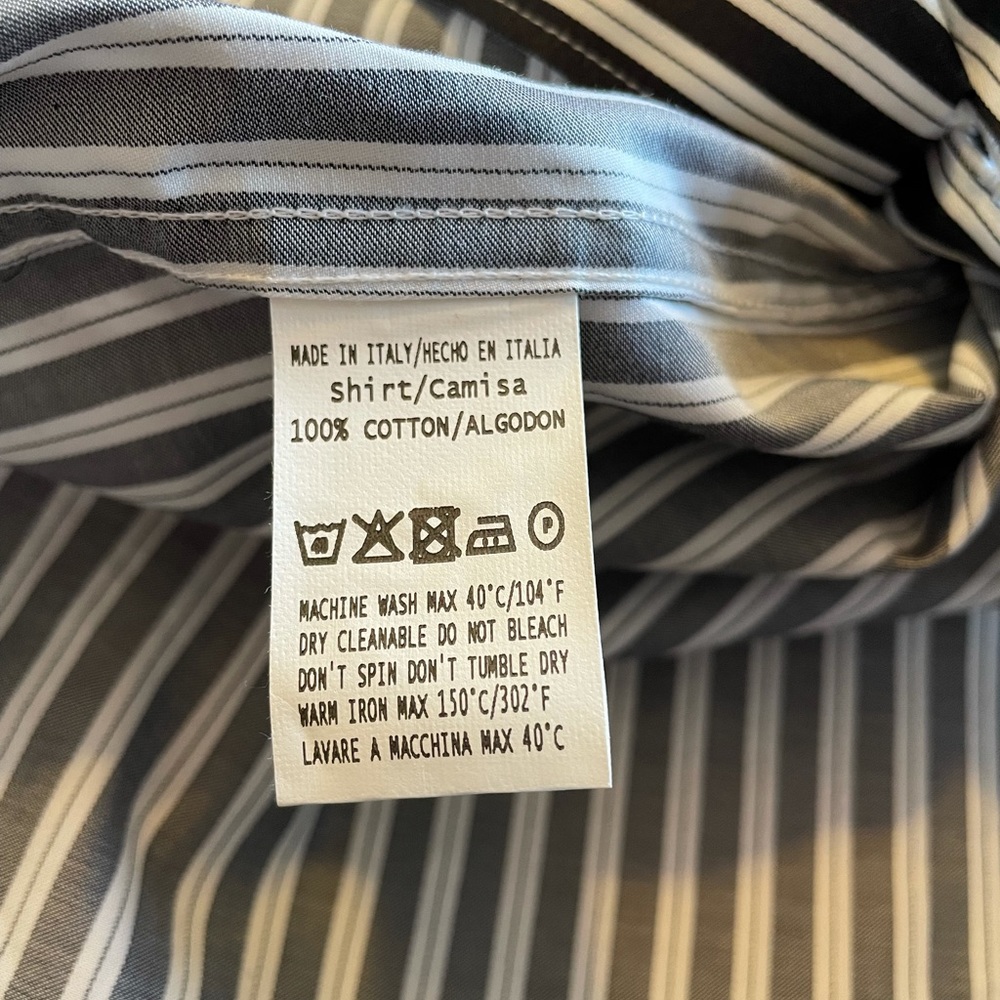 MADE IN ITALY/HECHO EN ITALIA
Shirt/Camisa
100% COTTON/ALGODON
40 P
MACHINE WASH MAX 40°C/104°F
DRY CLEANABLE DO NOT BLEACH
DON'T SPIN DON'T TUMBLE DRY
WARM IRON MAX 150°C/302°F
LAVARE A MACCHINA MAX 40°C